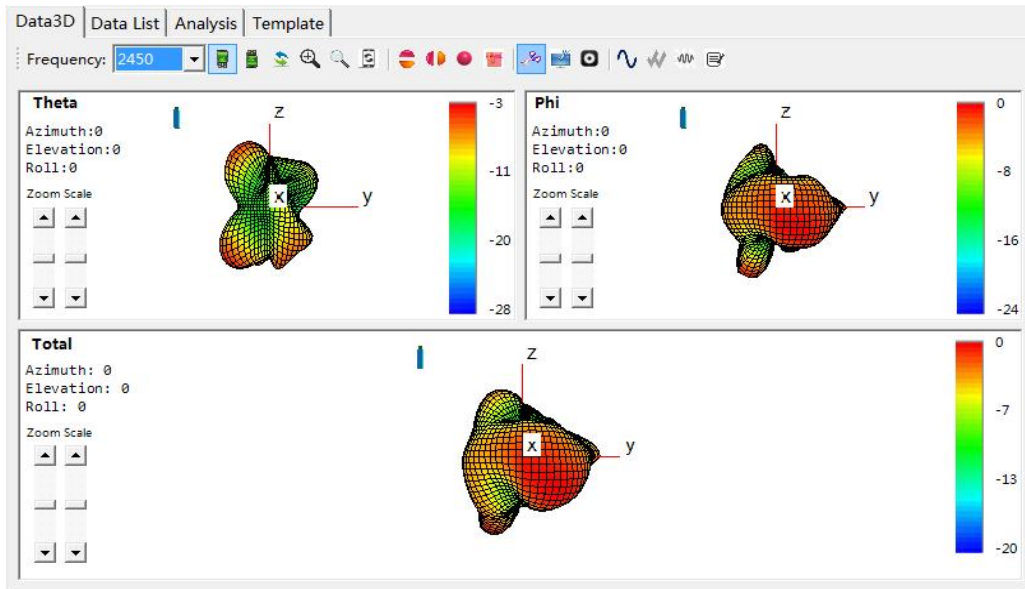 Data3D Data List Analysis Template
Frequency: 2450
Theta
Azimuth:0
Elevation:0
Roll:0
Zoom Scale
z
x
y
-3
-11
-20
-28
Phi
Azimuth:0
Elevation:0
Roll:0
Zoom Scale
z
x
y
0
-8
-16
-24
Total
Azimuth: 0
Elevation: 0
Roll: 0
Zoom Scale
z
x
y
0
-7
-13
-20